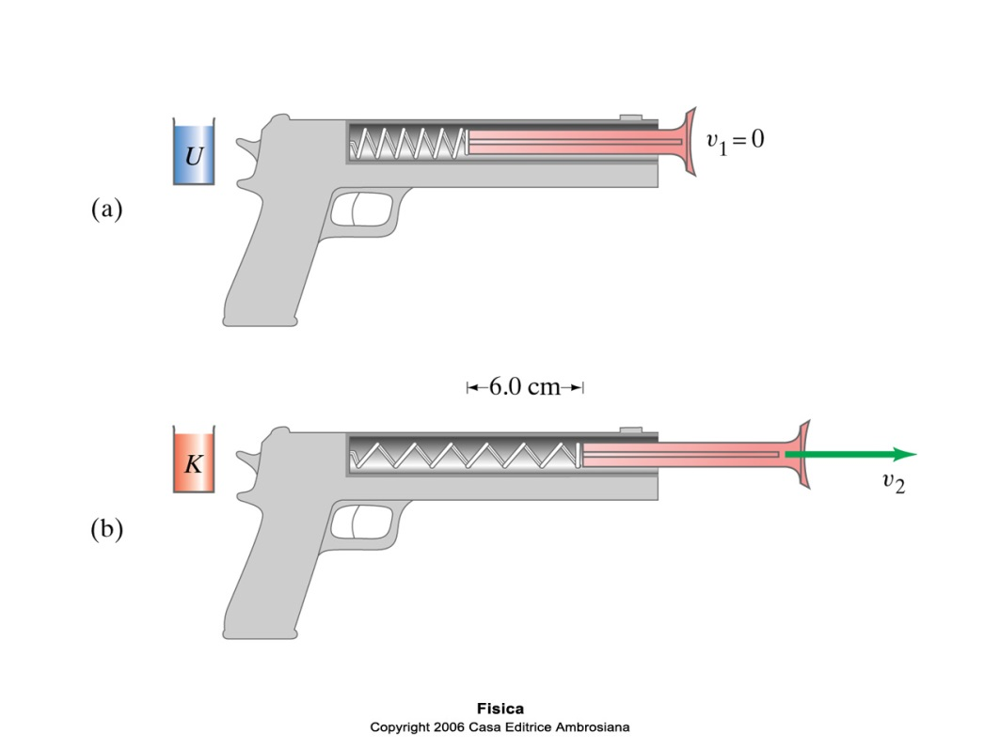 U
v₁ = 0
(a)
6.0 cm
K
v₂
(b)
Fisica
Copyright 2006 Casa Editrice Ambrosiana